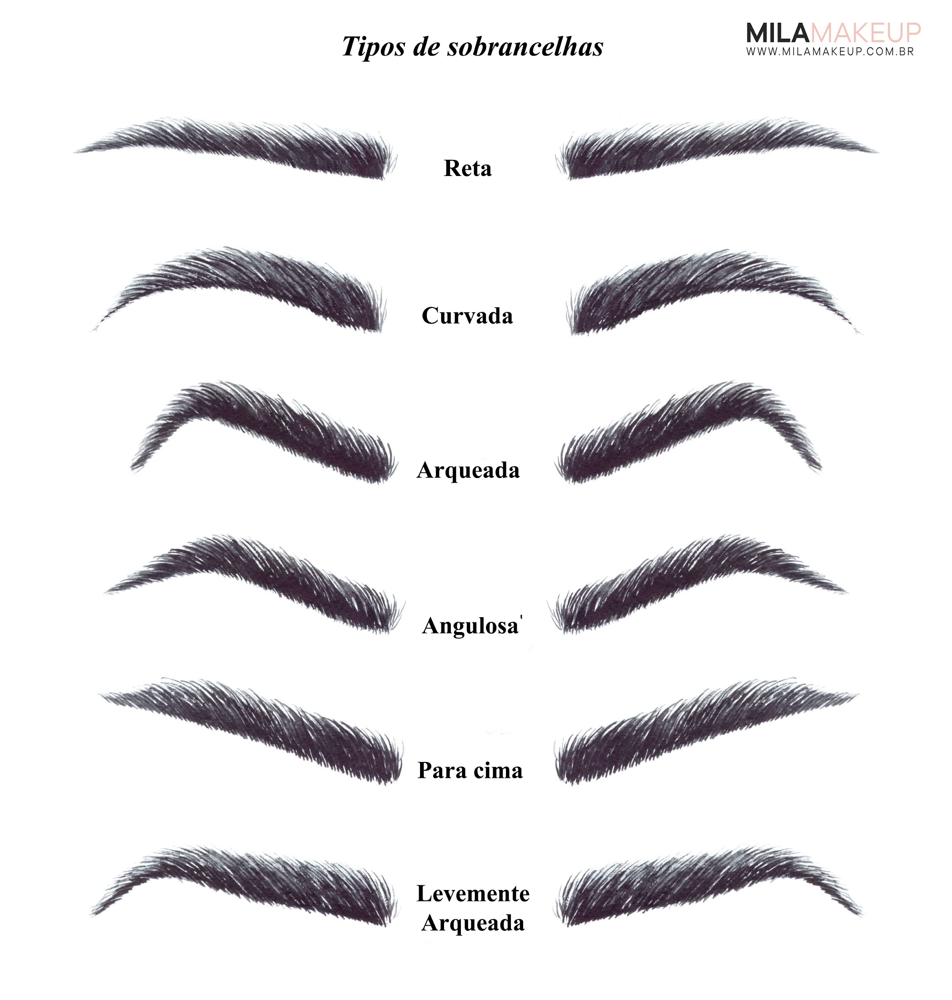 MILAMAKEUP
WWW.MILAMAKEUP.COM.BR
Tipos de sobrancelhas
Reta
Curvada
Arqueada
Angulosa'
Para cima
Levemente
Arqueada